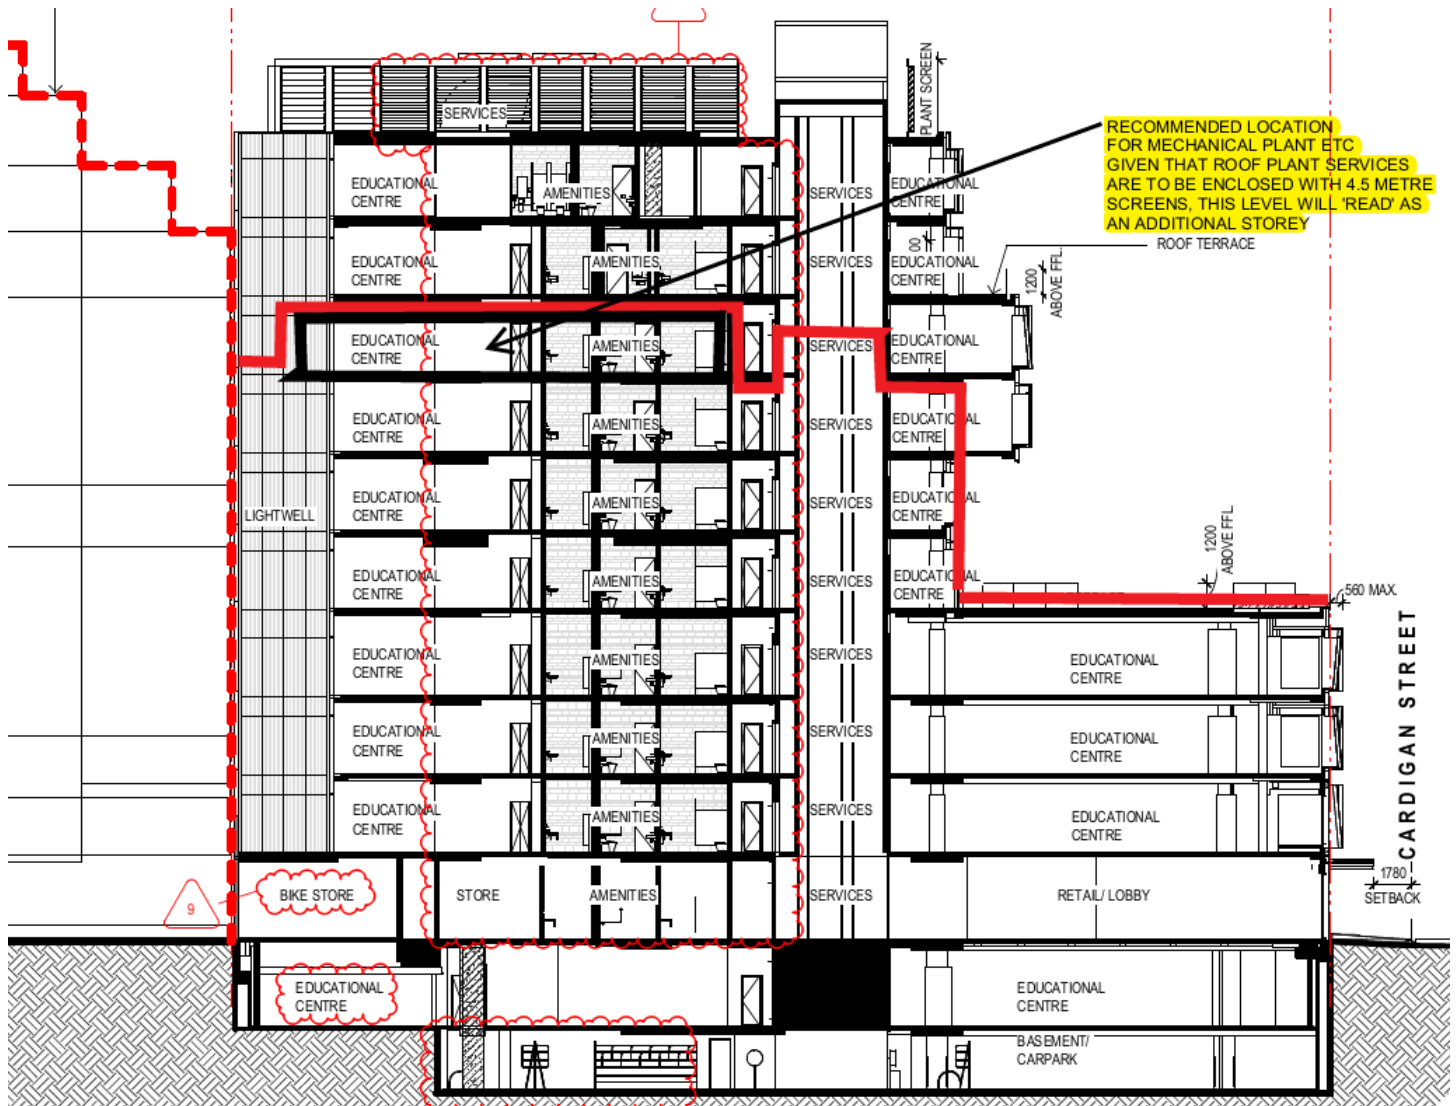 PLANT SCREEN
SERVICES
RECOMMENDED LOCATION
FOR MECHANICAL PLANT ETC
GIVEN THAT ROOF PLANT SERVICES
ARE TO BE ENCLOSED WITH 4.5 METRE
SCREENS, THIS LEVEL WILL 'READ' AS
AN ADDITIONAL STOREY
EDUCATIONAL
CENTRE
AMENITIES
SERVICES
EDUCATIONAL
CENTRE
ROOF TERRACE
EDUCATIONAL
CENTRE
AMENITIES
SERVICES
00
EDUCATIONAL
CENTRE
1200
ABOVE FFL
EDUCATIONAL
CENTRE
AMENITIES
SERVICES
EDUCATIONAL
CENTRE
EDUCATIONAL
CENTRE
AMENITIES
SERVICES
EDUCATIONAL
CENTRE
LIGHTWELL
EDUCATIONAL
CENTRE
AMENITIES
SERVICES
EDUCATIONAL
CENTRE
1200
ABOVE FFL
EDUCATIONAL
CENTRE
AMENITIES
SERVICES
EDUCATIONAL
CENTRE
560 MAX.
EDUCATIONAL
CENTRE
AMENITIES
SERVICES
EDUCATIONAL
CENTRE
CARDIGAN STREET
EDUCATIONAL
CENTRE
AMENITIES
SERVICES
EDUCATIONAL
CENTRE
EDUCATIONAL
CENTRE
AMENITIES
SERVICES
EDUCATIONAL
CENTRE
1780
SETBACK
9
BIKE STORE
STORE
AMENITIES
SERVICES
RETAIL/ LOBBY
EDUCATIONAL
CENTRE
EDUCATIONAL
CENTRE
BASEMENT/
CARPARK